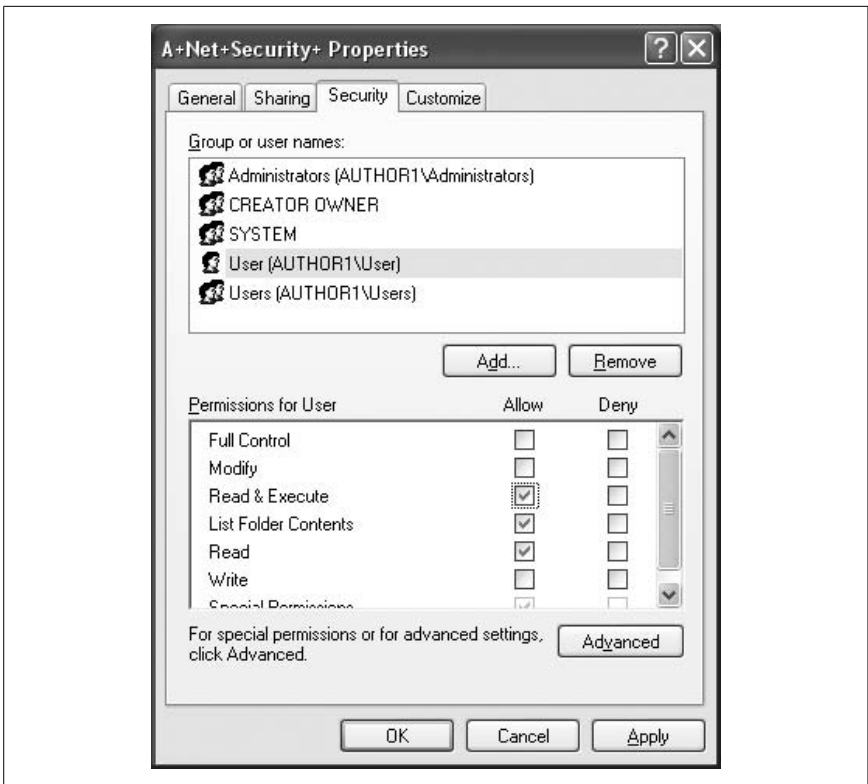 A+Net+Security+ Properties
General Sharing Security Customize
Group or user names:
Administrators (AUTHOR1\Administrators)
CREATOR OWNER
SYSTEM
User (AUTHOR1\User)
Users (AUTHOR1\Users)
Add... Remove
Permissions for User Allow Deny
Full Control
Modify
Read & Execute
List Folder Contents
Read
Write
Special Permissions
For special permissions or for advanced settings,
click Advanced.
Advanced
OK Cancel Apply